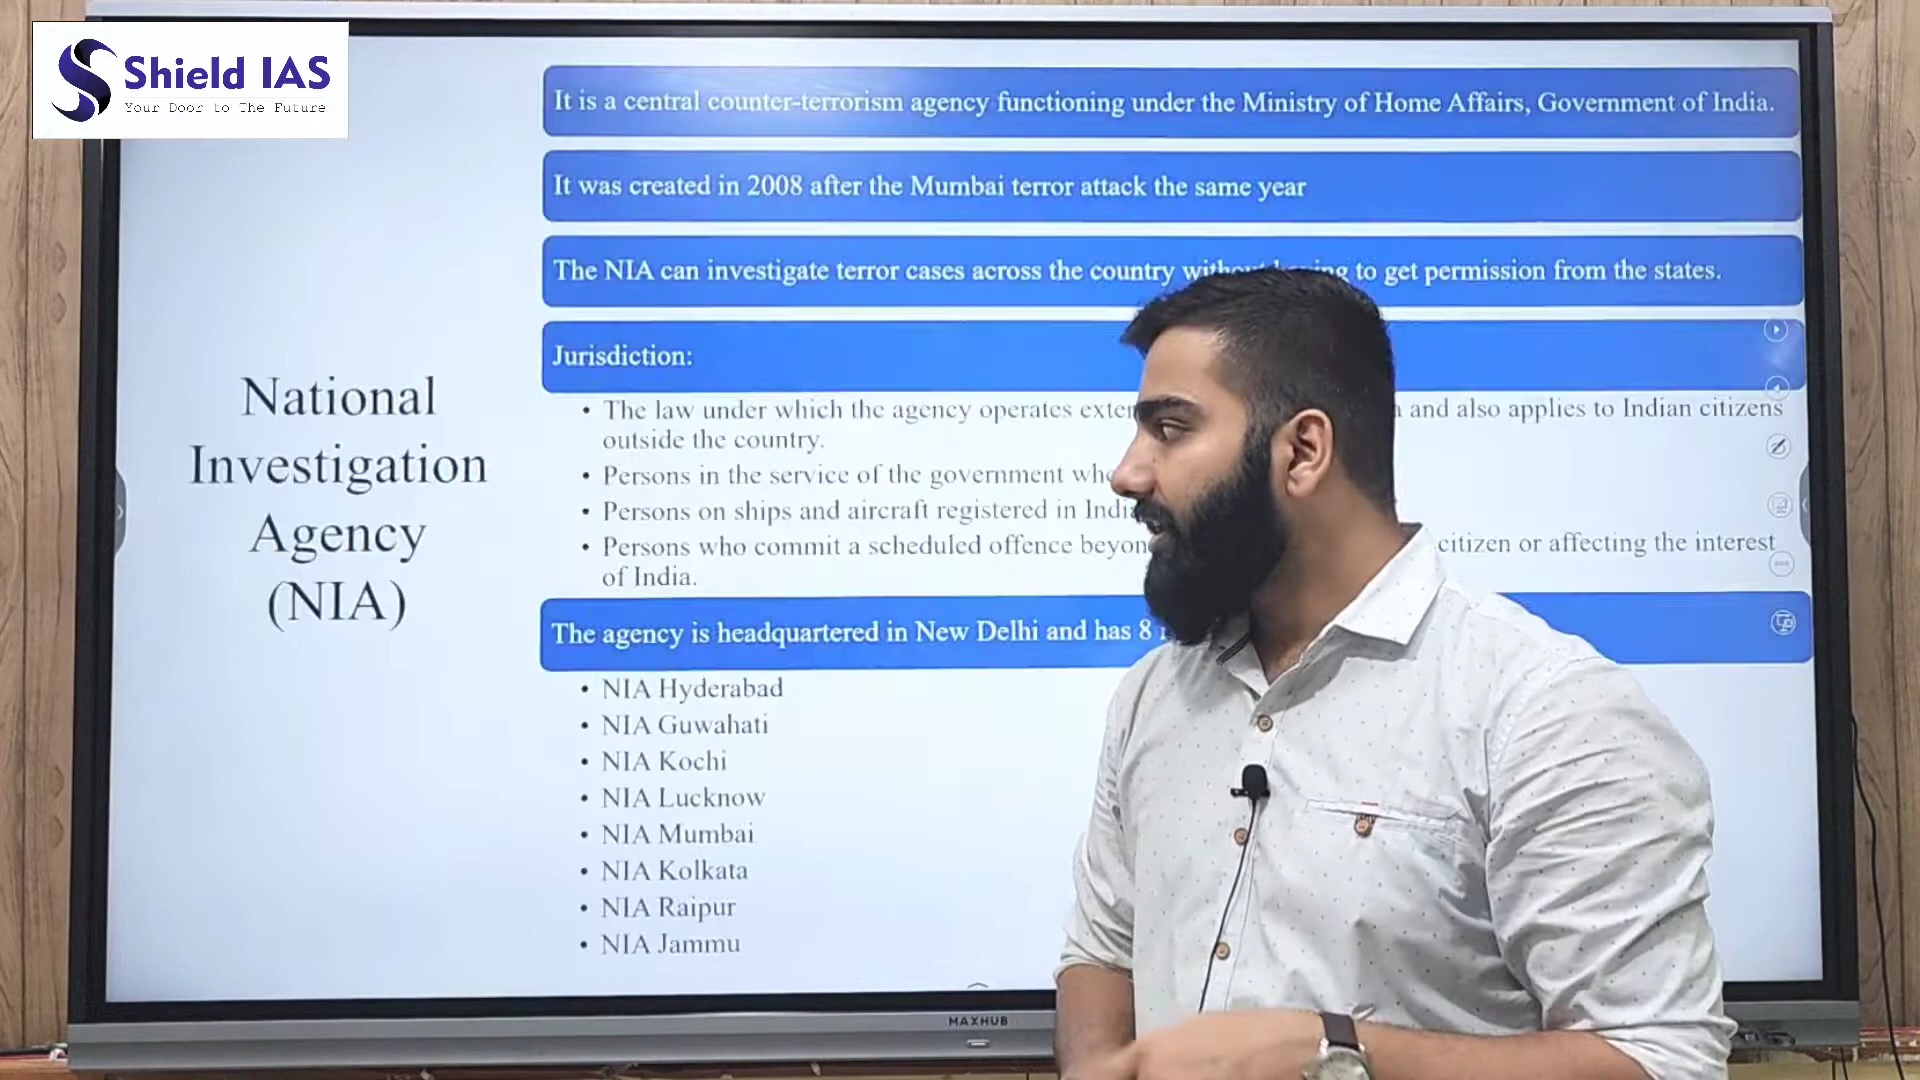 Shield IAS
Your Door to The Future
National
Investigation
Agency
(NIA)
It is a central counter-terrorism agency functioning under the Ministry of Home Affairs, Government of India.
It was created in 2008 after the Mumbai terror attack the same year
The NIA can investigate terror cases across the country to get permission from the states.
Jurisdiction:
• The law under which the agency operates and also applies to Indian citizens
outside the country.
• Persons in the service of the government
• Persons on ships and aircraft registered in
• Persons who commit a scheduled offence citizen or affecting the interest
of India.
The agency is headquartered in New Delhi and has 8
• NIA Hyderabad
• NIA Guwahati
• NIA Kochi
• NIA Lucknow
• NIA Mumbai
• NIA Kolkata
• NIA Raipur
• NIA Jammu
MAXHUB